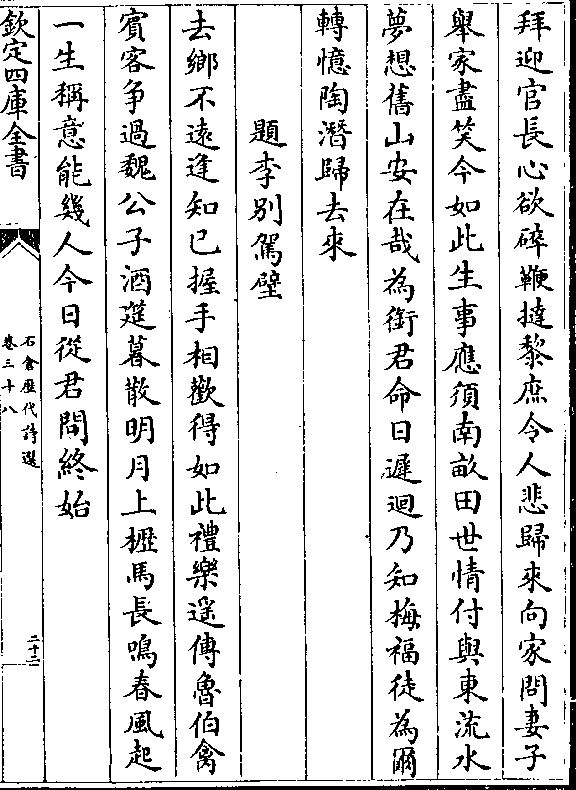 拜迎官長心欲碎鞭撻黎庶令人悲歸來向家問妻子
舉家盡笑今如此生事應須南畝田世情付與東流水
夢想舊山安在哉為銜君命日遲迴乃知梅福徒為爾
轉憶陶潛歸去來
題李別駕壁
去鄉不遠逢知已握手相歡得如此禮樂遥傳魯伯禽
賓客争過魏公子酒筵暮散明月上櫪馬長鳴春風起
一生稱意能幾人今日從君問終始
欽定四庫全書
石倉歴代詩選
卷三十八
二十二